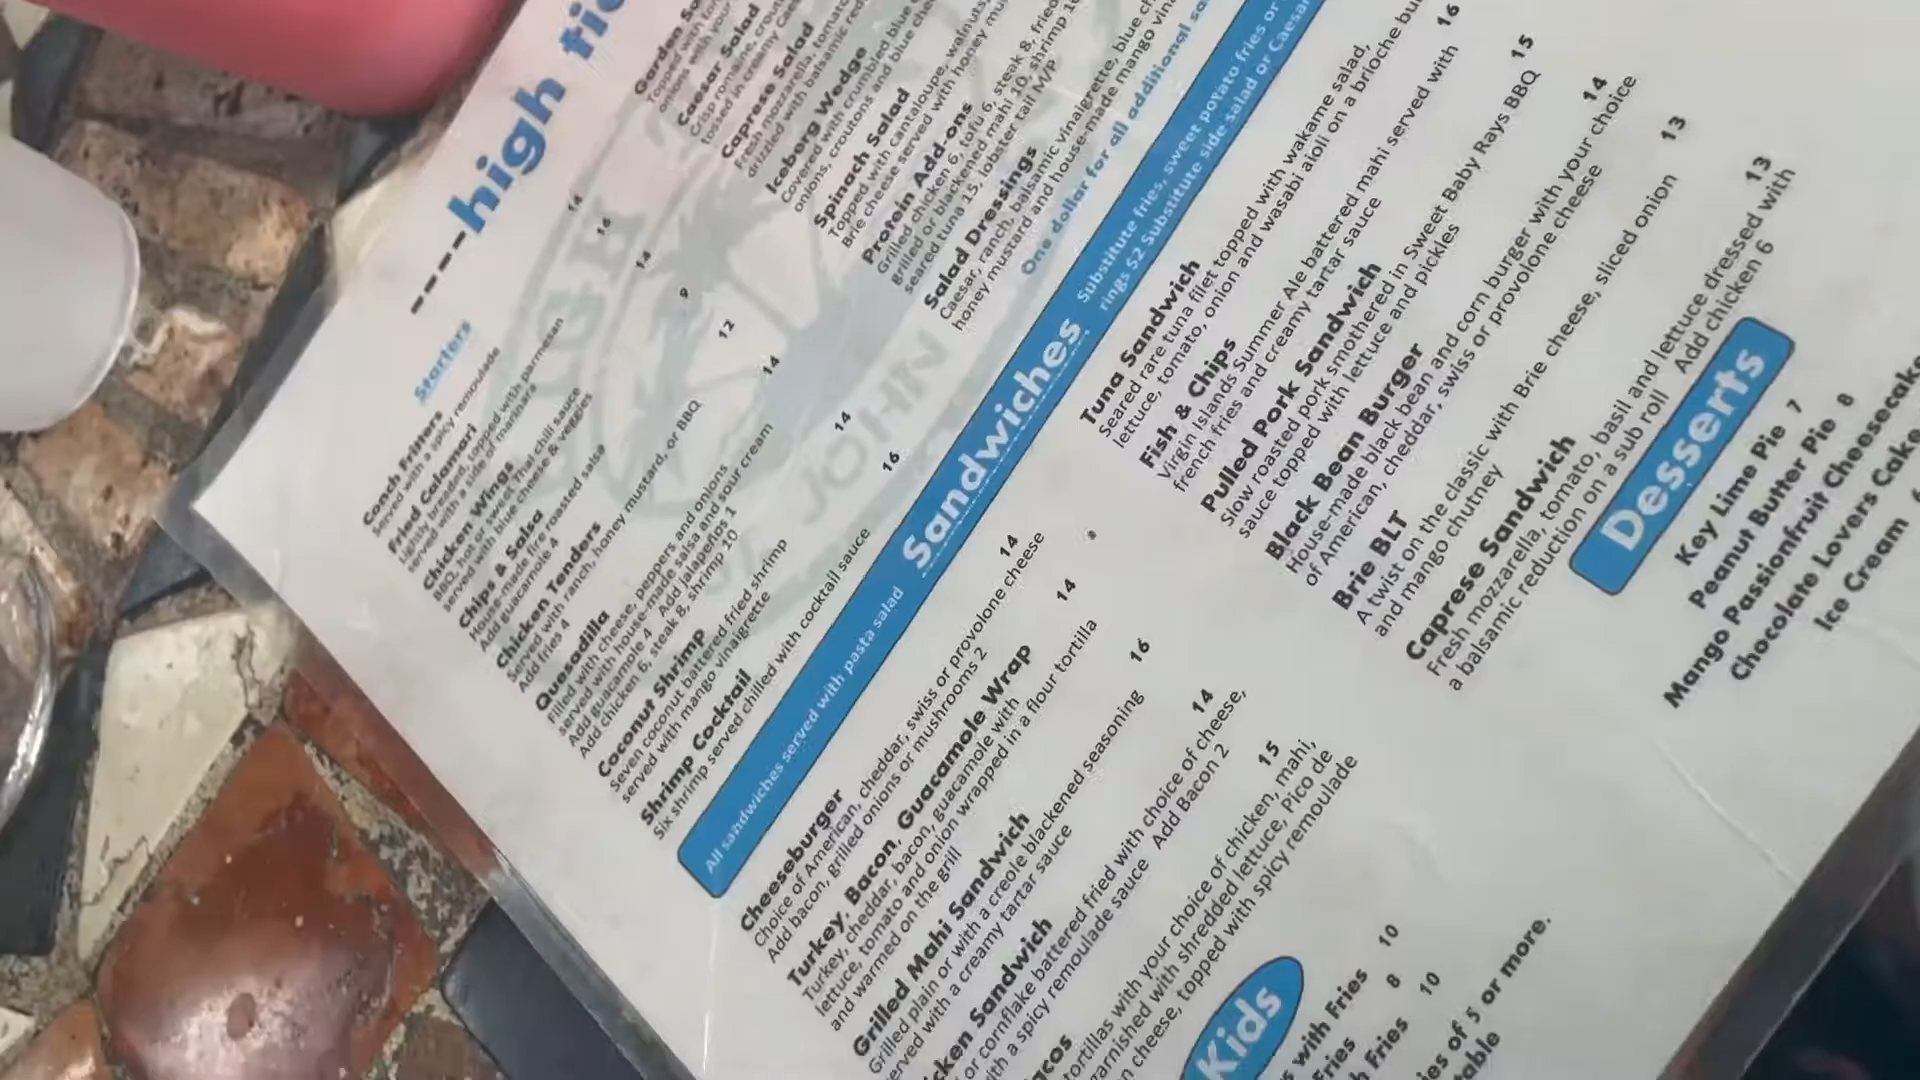 ---high ti
Starters
Conch Fritters 14
Served with a spicy remoulade
Fried Calamari 16
Lightly breaded, topped with parmesan
served with a side of marinara
Chicken Wings 14
BBQ, hot or sweet Thai chili sauce
served with blue cheese & veggies
Chips & Salsa 9
House-made fire roasted salsa
Add guacamole 4
Chicken Tenders 12
Served with ranch, honey mustard, or BBQ
Add fries 4
Quesadilla 14
Filled with cheese, peppers and onions
served with house-made salsa and sour cream
Add guacamole 4 Add jalapeños 1
Add chicken 6, steak 8, shrimp 10
Coconut Shrimp 14
Seven coconut battered fried shrimp
served with mango vinaigrette
Shrimp Cocktail 16
Six shrimp served chilled with cocktail sauce
Garden Sa
Topped with
onions with your
Caesar Salad
Crisp romaine, crou
tossed in creamy Cae
Caprese Salad
Fresh mozzarella, tomat
drizzled with balsamic red
Iceberg Wedge
Covered with crumbled blue
onions, croutons and blue che
Spinach Salad
Topped with cantaloupe, walnuts,
Brie cheese served with honey mus
Protein Add-ons
Grilled chicken 6, tofu 6, steak 8, fried
grilled or blackened mahi 10, shrimp 10
seared tuna 15, lobster tail M/P
Salad Dressings
Caesar, ranch, balsamic vinaigrette, blue ch
honey mustard and house-made mango vina
One dollar for all additional sa
JOHN
All sandwiches served with pasta salad
Sandwiches
Substitute fries, sweet potato fries or
rings $2 Substitute side salad or Caesar
Cheeseburger 14
Choice of American, cheddar, swiss or provolone cheese
Add bacon, grilled onions or mushrooms 2
Turkey, Bacon, Guacamole Wrap 14
Turkey, cheddar, bacon, guacamole with
lettuce, tomato and onion wrapped in a flour tortilla
and warmed on the grill
Grilled Mahi Sandwich 16
Grilled plain or with a creole blackened seasoning
erved with a creamy tartar sauce
icken Sandwich 14
or cornflake battered fried with choice of cheese,
with a spicy remoulade sauce Add Bacon 2
acos 15
tortillas with your choice of chicken, mahi,
garnished with shredded lettuce, Pico de
n cheese, topped with spicy remoulade
Tuna Sandwich 16
Seared rare tuna filet topped with wakame salad,
lettuce, tomato, onion and wasabi aioli on a brioche bu
Fish & Chips
Virgin Islands Summer Ale battered mahi served with
french fries and creamy tartar sauce
Pulled Pork Sandwich 15
Slow roasted pork smothered in Sweet Baby Rays BBQ
sauce topped with lettuce and pickles
Black Bean Burger 14
House-made black bean and corn burger with your choice
of American, cheddar, swiss or provolone cheese
Brie BLT 13
A twist on the classic with Brie cheese, sliced onion
and mango chutney
Caprese Sandwich 13
Fresh mozzarella, tomato, basil and lettuce dressed with
a balsamic reduction on a sub roll Add chicken 6
Desserts
Key Lime Pie 7
Peanut Butter Pie 8
Mango Passionfruit Cheesecake
Chocolate Lovers Cake
Ice Cream
Kids
s with Fries 10
Fries 8
h Fries 10
ies of 5 or more.
table